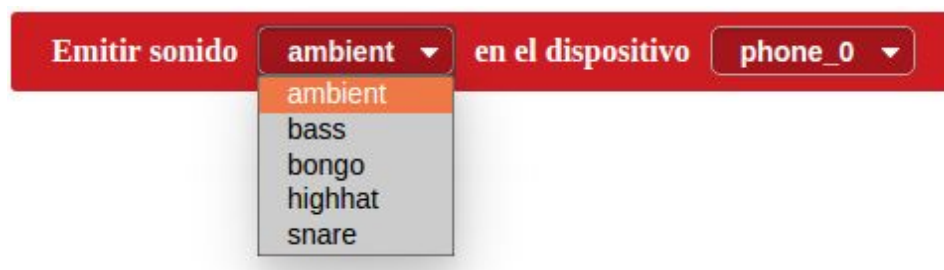 Emitir sonido ambient en el dispositivo phone_0
ambient
bass
bongo
highhat
snare